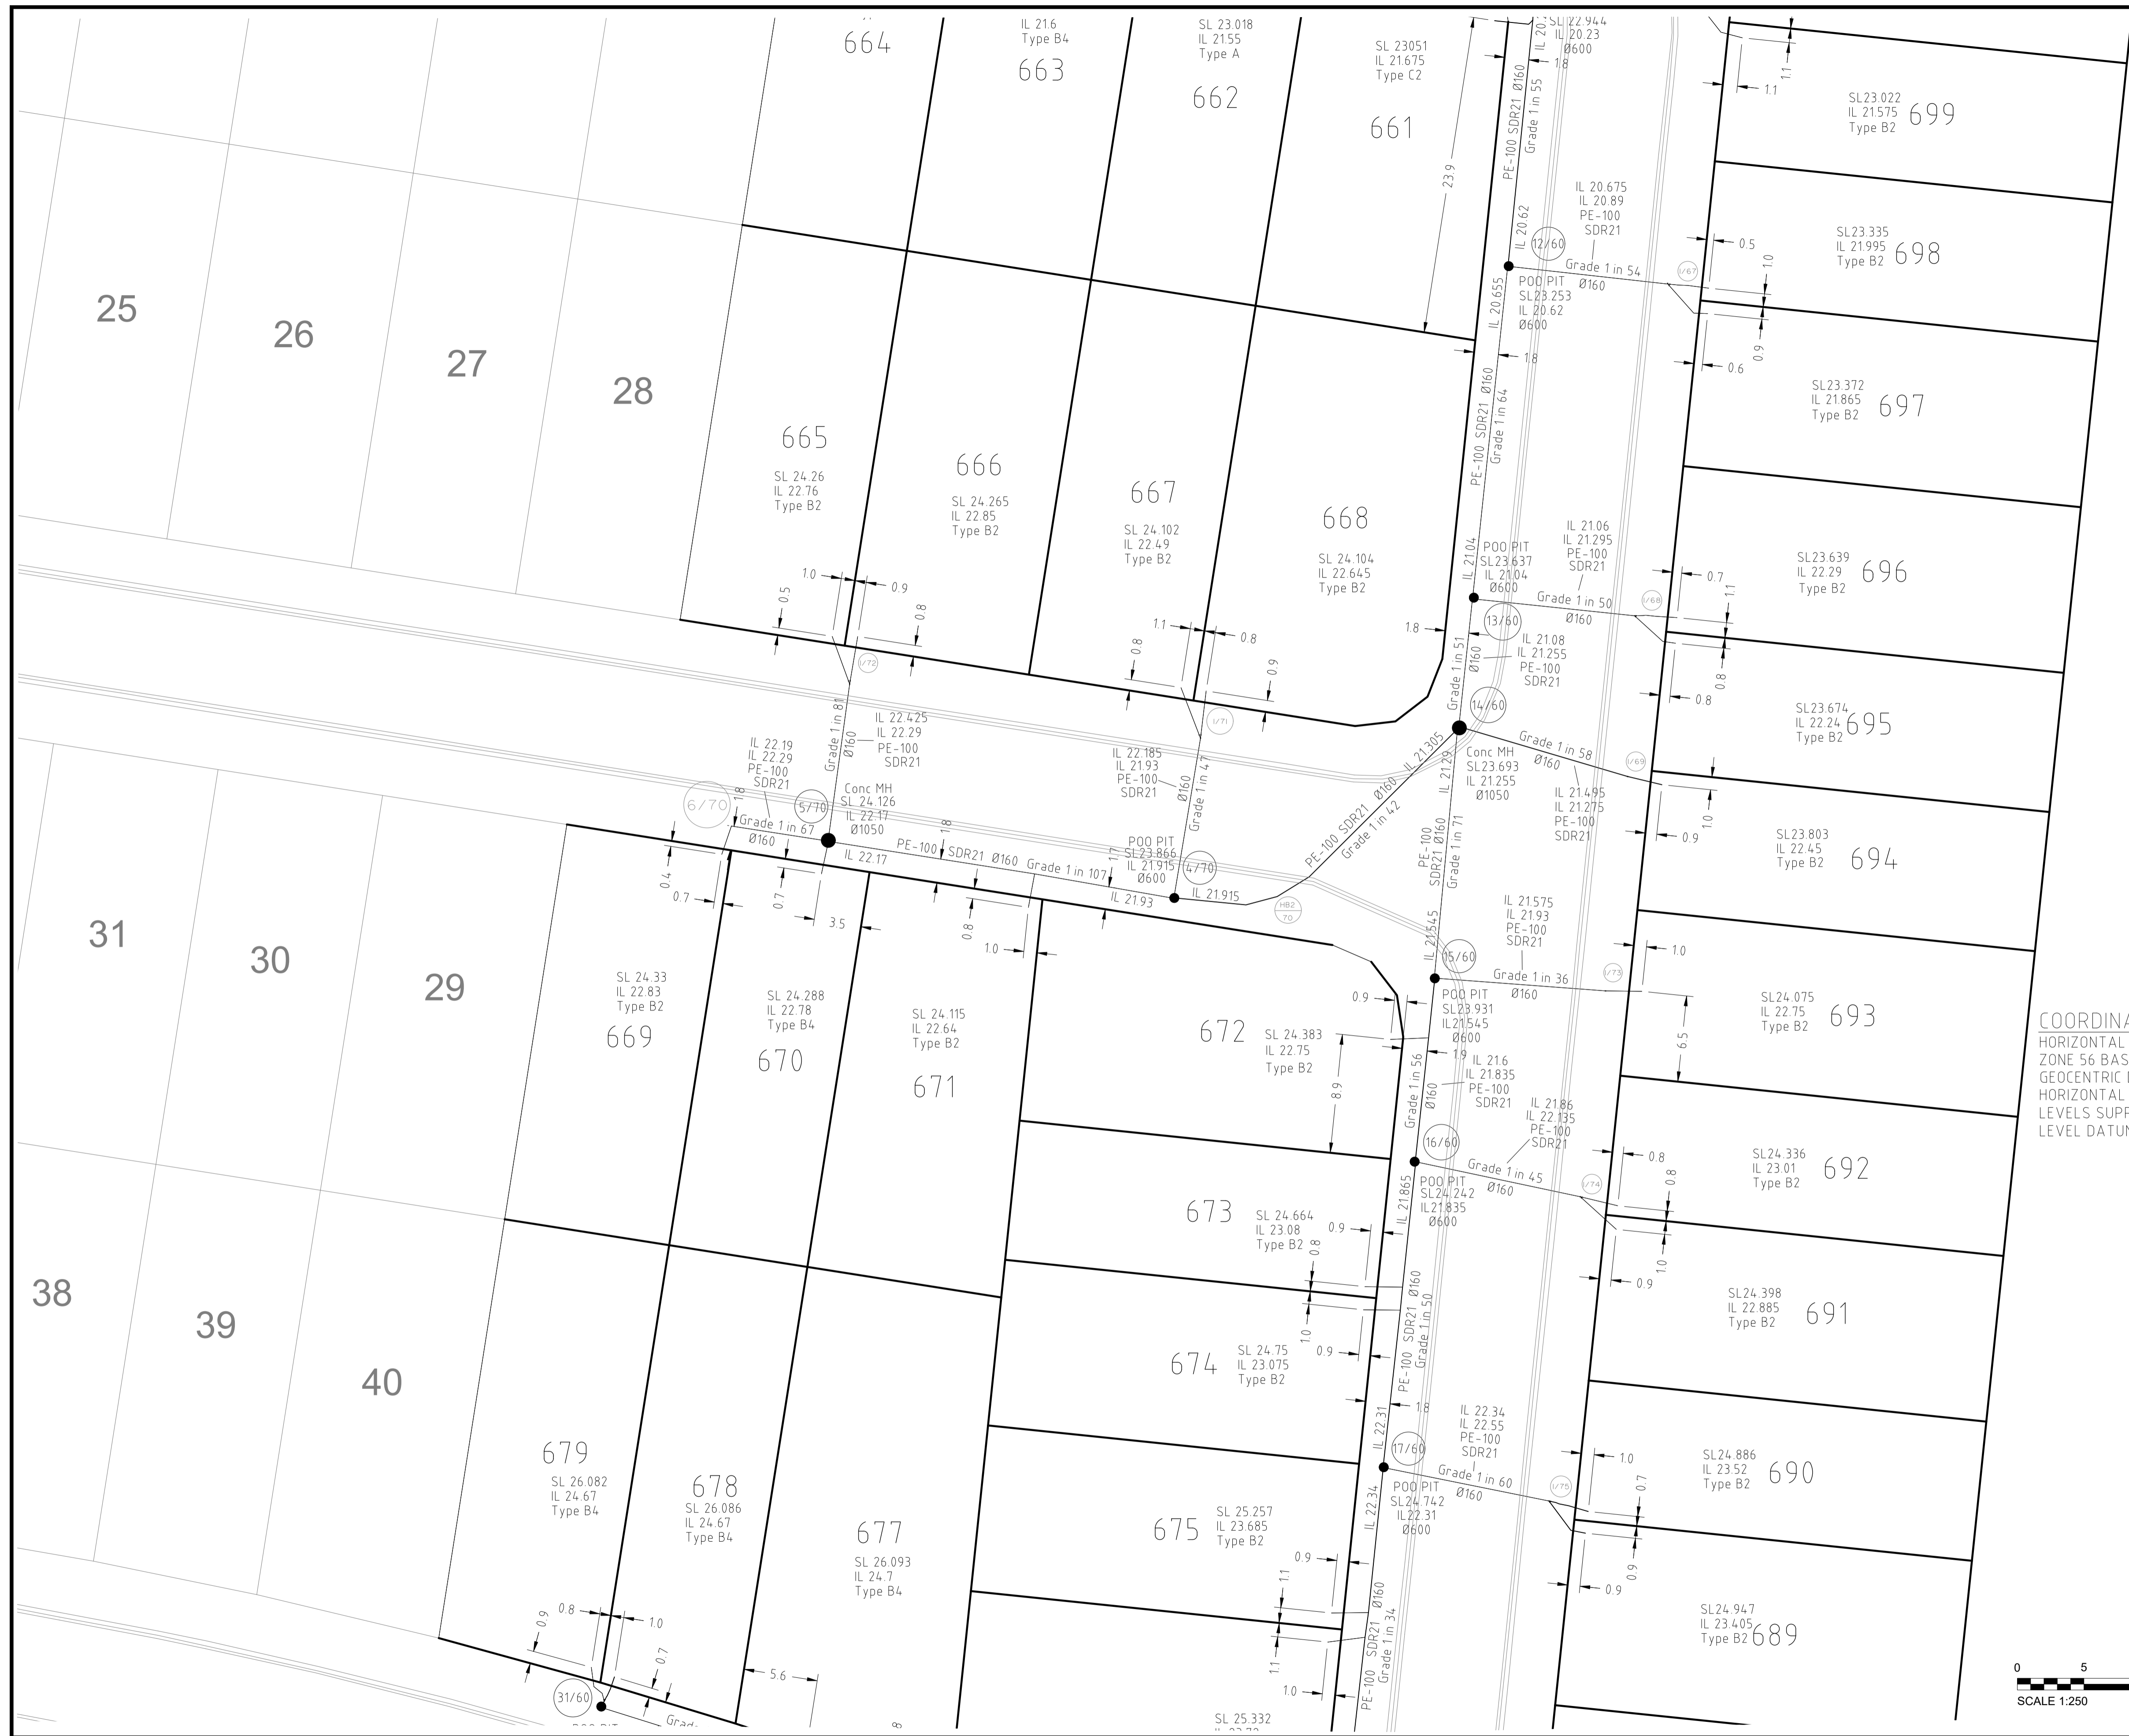 664
IL 21.6
Type B4
663
SL 23.018
IL 21.55
Type A
662
SL 23051
IL 21.675
Type C2
661
23.9
SL 22.944
IL 20.23
Ø600
1.8
PE-100 SDR21 Ø160
Grade 1 in 55
IL 20.62
12/60
IL 20.675
IL 20.89
PE-100
SDR21
Grade 1 in 54
Ø160
1/67
POO PIT
SL23.253
IL 20.62
Ø600
IL 20.655
1.8
PE-100 SDR21 Ø160
Grade 1 in 64
IL 21.04
1.1
1.1
SL23.022
IL 21.575
Type B2
699
0.5
1.0
SL23.335
IL 21.995
Type B2
698
0.9
0.6
SL23.372
IL 21.865
Type B2
697
25
26
27
28
665
SL 24.26
IL 22.76
Type B2
666
SL 24.265
IL 22.85
Type B2
667
SL 24.102
IL 22.49
Type B2
668
SL 24.104
IL 22.645
Type B2
1.0
0.9
0.5
0.8
1.1
0.8
0.8
0.9
1.8
POO PIT
SL23.637
IL 21.04
Ø600
13/60
IL 21.06
IL 21.295
PE-100
SDR21
Grade 1 in 50
Ø160
1/68
0.7
1.1
SL23.639
IL 22.29
Type B2
696
0.8
0.8
SL23.674
IL 22.24
Type B2
695
IL 21.08
IL 21.255
PE-100
SDR21
Grade 1 in 51
Ø160
14/60
Conc MH
SL23.693
IL 21.255
Ø1050
Grade 1 in 58
Ø160
1/69
IL 21.495
IL 21.275
PE-100
SDR21
1.0
0.9
SL23.803
IL 22.45
Type B2
694
1/72
Grade 1 in 81
Ø160
IL 22.425
IL 22.29
PE-100
SDR21
IL 22.19
IL 22.29
PE-100
SDR21
6/70
1.8
5/70
Conc MH
SL 24.126
IL 22.17
Ø1050
Grade 1 in 67
Ø160
IL 22.17
PE-100 SDR21 Ø160 Grade 1 in 107
1.8
1.7
IL 21.93
1/71
IL 22.185
IL 21.93
PE-100
SDR21
Ø160
Grade 1 in 47
POO PIT
SL23.866
IL 21.915
Ø600
4/70
IL 21.915
HB2
70
PE-100 SDR21 Ø160
Grade 1 in 42
IL 21.305
IL 21.29
PE-100
SDR21 Ø160
Grade 1 in 71
IL 21.545
15/60
POO PIT
SL23.931
IL21.545
Ø600
IL 21.575
IL 21.93
PE-100
SDR21
Grade 1 in 36
Ø160
1/73
1.0
6.5
SL24.075
IL 22.75
Type B2
693
0.4
0.7
0.7
3.5
0.8
1.0
31
30
29
SL 24.33
IL 22.83
Type B2
669
SL 24.288
IL 22.78
Type B4
670
SL 24.115
IL 22.64
Type B2
671
672
SL 24.383
IL 22.75
Type B2
0.9
8.9
1.9
Grade 1 in 56
Ø160
IL 21.6
IL 21.835
PE-100
SDR21
16/60
POO PIT
SL24.242
IL21.835
Ø600
IL 21.86
IL 22.135
PE-100
SDR21
Grade 1 in 45
Ø160
1/74
0.8
0.8
SL24.336
IL 23.01
Type B2
692
1.0
0.9
SL24.398
IL 22.885
Type B2
691
COORDINA
HORIZONTAL
ZONE 56 BAS
GEOCENTRIC
HORIZONTAL
LEVELS SUPP
LEVEL DATU
673
SL 24.664
IL 23.08
Type B2
0.9
0.8
1.0
0.9
674
SL 24.75
IL 23.075
Type B2
IL 21.865
PE-100 SDR21 Ø160
Grade 1 in 50
1.8
IL 22.31
17/60
POO PIT
SL24.742
IL22.31
Ø600
IL 22.34
IL 22.55
PE-100
SDR21
Grade 1 in 60
Ø160
1/75
1.0
0.7
SL24.886
IL 23.52
Type B2
690
0.9
0.9
SL24.947
IL 23.405
Type B2
689
38
39
40
679
SL 26.082
IL 24.67
Type B4
678
SL 26.086
IL 24.67
Type B4
677
SL 26.093
IL 24.7
Type B4
675
SL 25.257
IL 23.685
Type B2
0.9
1.1
1.1
1.0
IL 22.34
PE-100 SDR21 Ø160
Grade 1 in 34
0.9
0.8
1.0
0.7
5.6
31/60
SL 25.332
0 5
SCALE 1:250